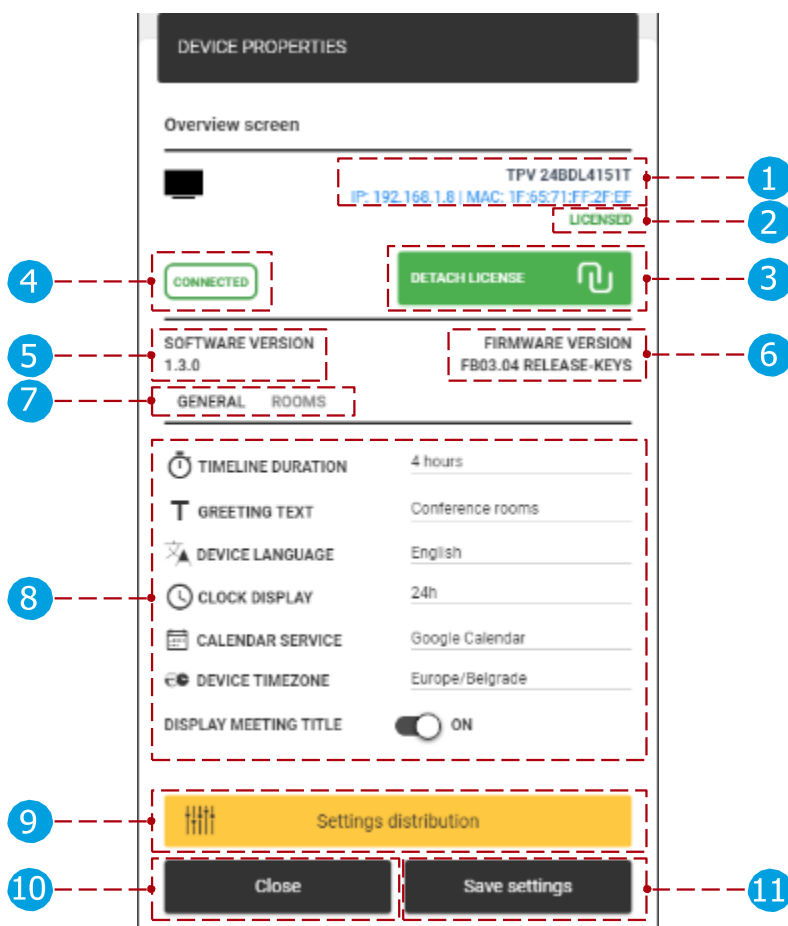 DEVICE PROPERTIES
Overview screen
TPV 24BDL4151T
1
IP: 192.168.1.8 | MAC: 1F:65:71:FF:2F:EF
LICENSED
2
4
CONNECTED
DETACH LICENSE
3
5
SOFTWARE VERSION
1.3.0
FIRMWARE VERSION
FB03.04 RELEASE-KEYS
6
7
GENERAL ROOMS
TIMELINE DURATION 4 hours
GREETING TEXT Conference rooms
DEVICE LANGUAGE English
8
CLOCK DISPLAY 24h
CALENDAR SERVICE Google Calendar
DEVICE TIMEZONE Europe/Belgrade
DISPLAY MEETING TITLE ON
9
Settings distribution
10
Close
Save settings
11